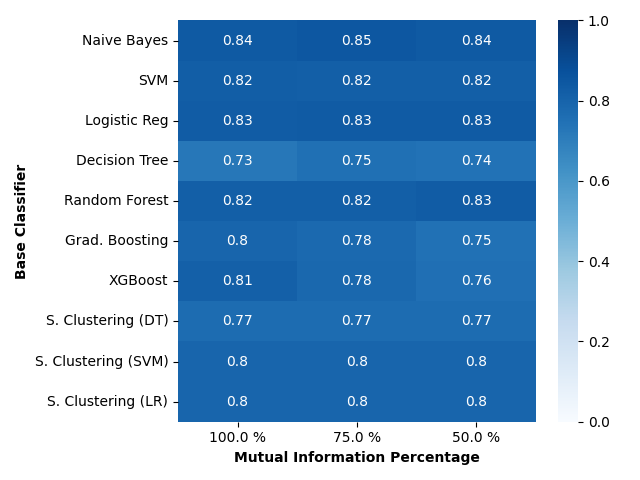 Naive Bayes 0.84 0.85 0.84
SVM 0.82 0.82 0.82
Logistic Reg 0.83 0.83 0.83
Decision Tree 0.73 0.75 0.74
Random Forest 0.82 0.82 0.83
Grad. Boosting 0.8 0.78 0.75
XGBoost 0.81 0.78 0.76
S. Clustering (DT) 0.77 0.77 0.77
S. Clustering (SVM) 0.8 0.8 0.8
S. Clustering (LR) 0.8 0.8 0.8
100.0 % 75.0 % 50.0 %
Mutual Information Percentage
Base Classifier
1.0
0.8
0.6
0.4
0.2
0.0